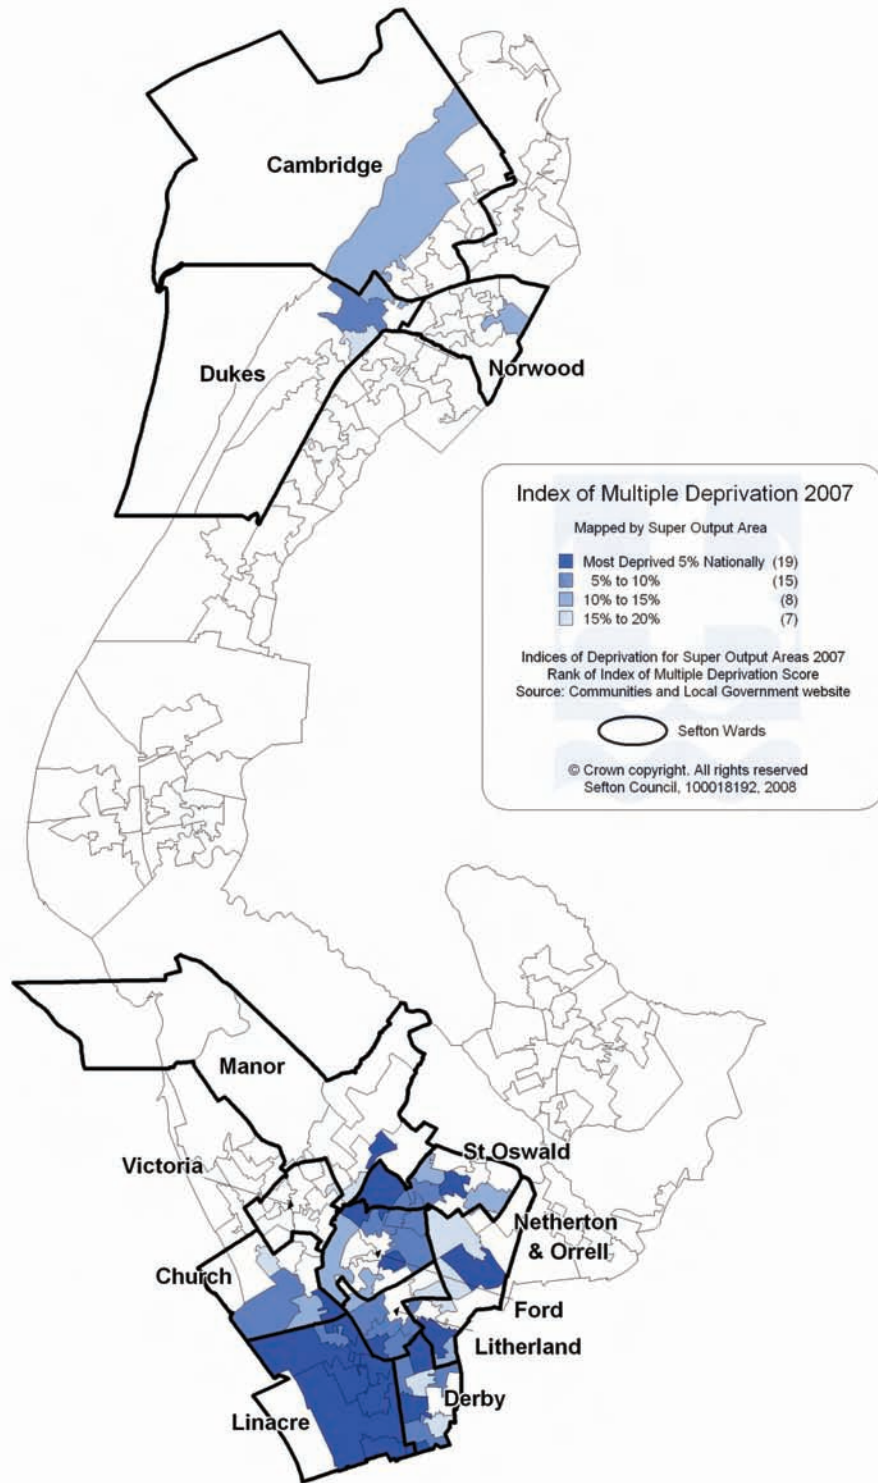 Cambridge
Dukes
Norwood
Index of Multiple Deprivation 2007
Mapped by Super Output Area
Most Deprived 5% Nationally (19)
5% to 10% (15)
10% to 15% (8)
15% to 20% (7)
Indices of Deprivation for Super Output Areas 2007
Rank of Index of Multiple Deprivation Score
Source: Communities and Local Government website
Sefton Wards
© Crown copyright. All rights reserved
Sefton Council, 100018192, 2008
Manor
Victoria
St Oswald
Netherton
& Orrell
Church
Ford
Litherland
Derby
Linacre